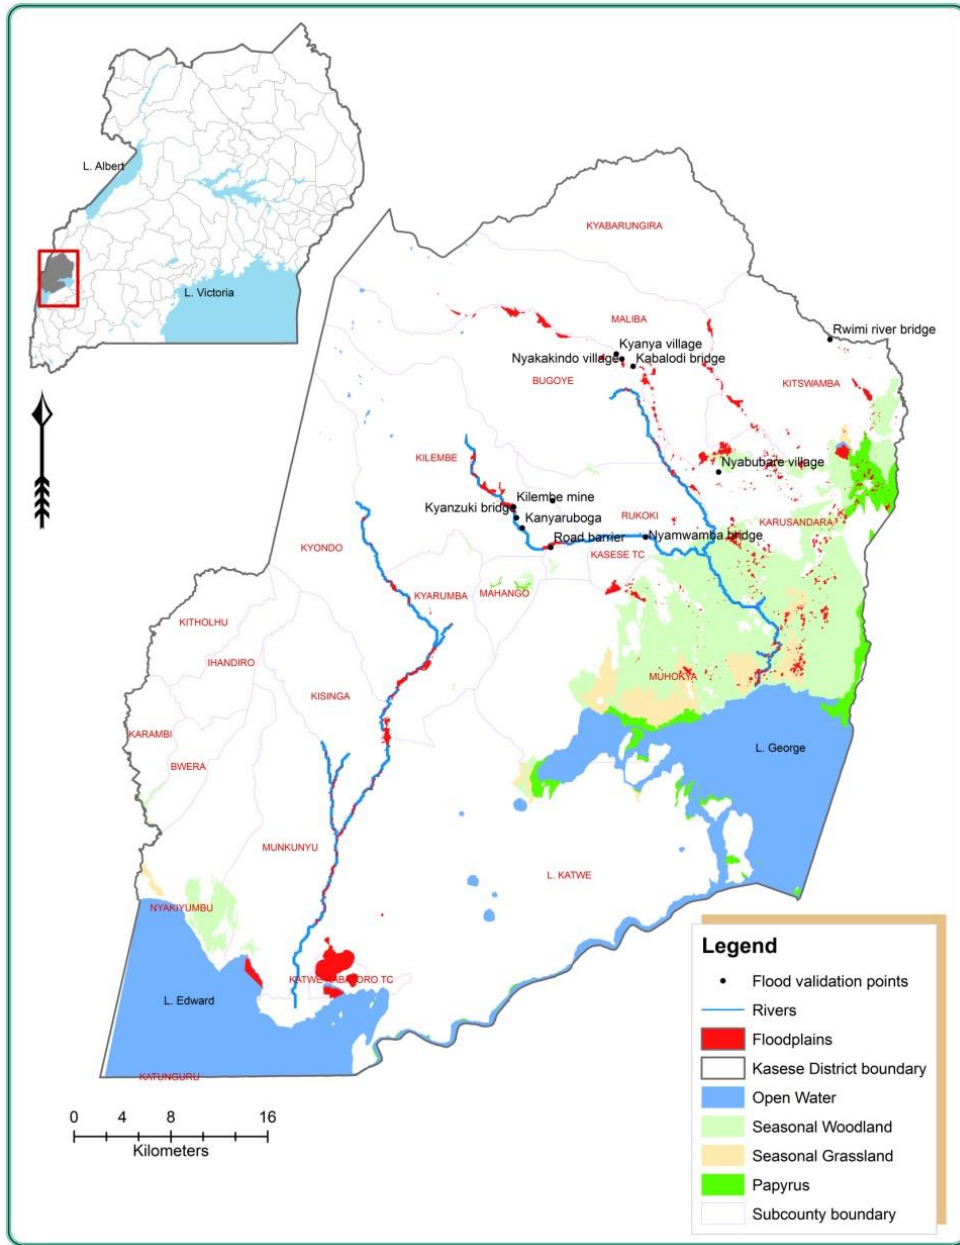 L. Albert
L. Victoria
KYABARUNGIRA
MALIBA
Rwimi river bridge
Kyanya village
Nyakakindo village
Kabalodi bridge
BUGOYE
KITSWAMBA
KILEMBE
Nyabubare village
Kilembe mine
Kyanzuki bridge
Kanyaruboga
RUKOKI
KARUSANDARA
Road barrier
Nyamwamba bridge
KYONDO
KASESE TC
KYARUMBA
MAHANGO
KITHOLHU
IHANDIRO
KISINGA
MUHOKYA
KARAMBI
L. George
BWERA
MUNKUNYU
L. KATWE
NYAKIYUMBU
KATWE KABATORO TC
L. Edward
KATUNGURU
0 4 8 16
Kilometers
Legend
Flood validation points
Rivers
Floodplains
Kasese District boundary
Open Water
Seasonal Woodland
Seasonal Grassland
Papyrus
Subcounty boundary